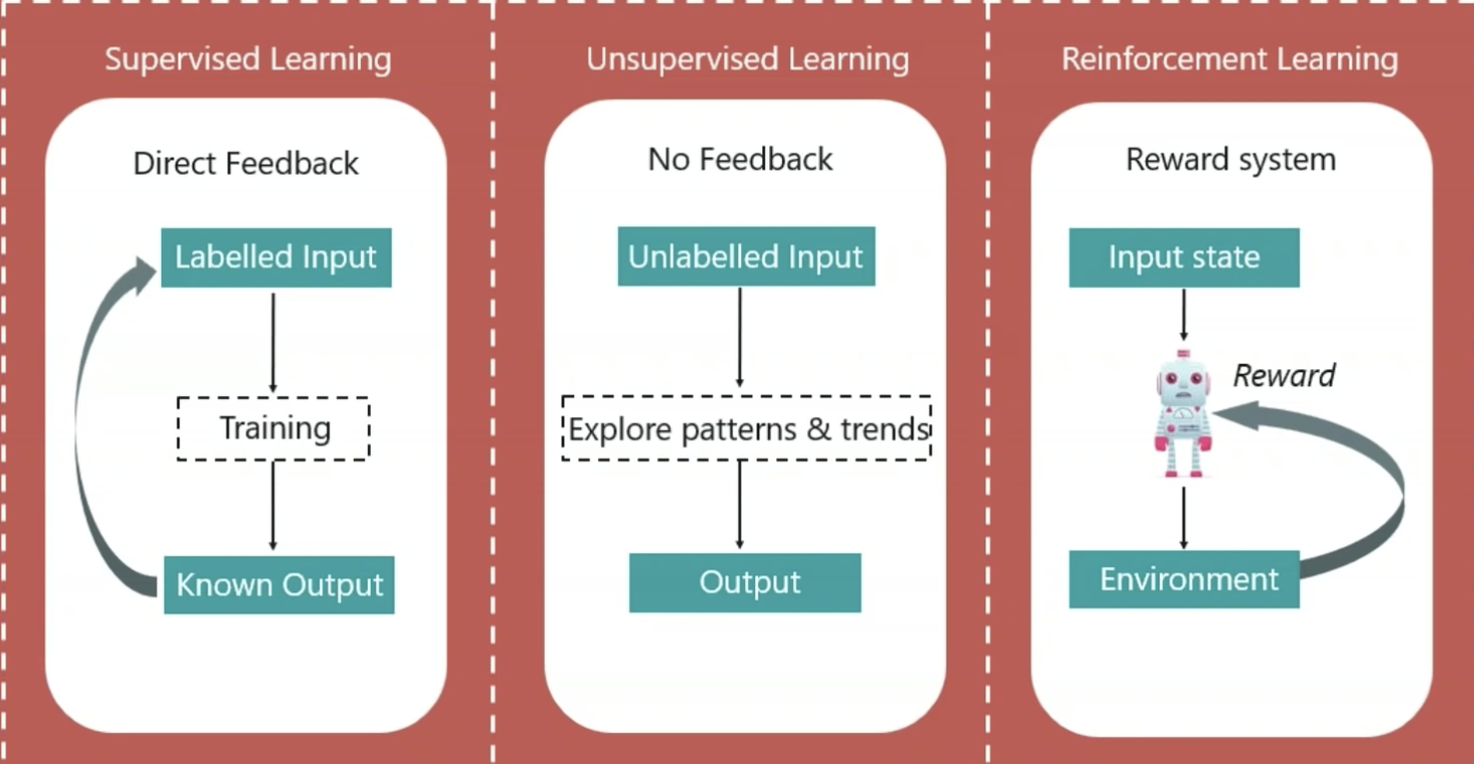 Supervised Learning
Direct Feedback
Labelled Input
Training
Known Output
Unsupervised Learning
No Feedback
Unlabelled Input
Explore patterns & trends
Output
Reinforcement Learning
Reward system
Input state
Reward
Environment